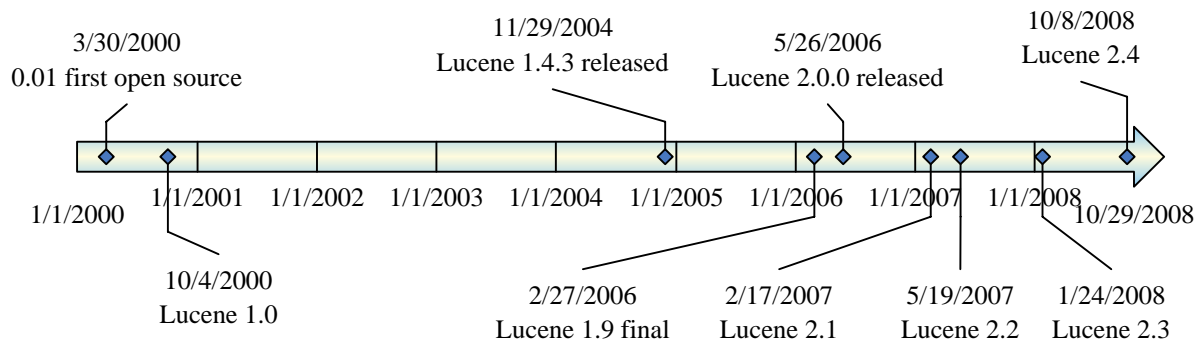 3/30/2000
0.01 first open source
11/29/2004
Lucene 1.4.3 released
5/26/2006
Lucene 2.0.0 released
10/8/2008
Lucene 2.4
1/1/2000
1/1/2001
1/1/2002
1/1/2003
1/1/2004
1/1/2005
1/1/2006
1/1/2007
1/1/2008
10/29/2008
10/4/2000
Lucene 1.0
2/27/2006
Lucene 1.9 final
2/17/2007
Lucene 2.1
5/19/2007
Lucene 2.2
1/24/2008
Lucene 2.3